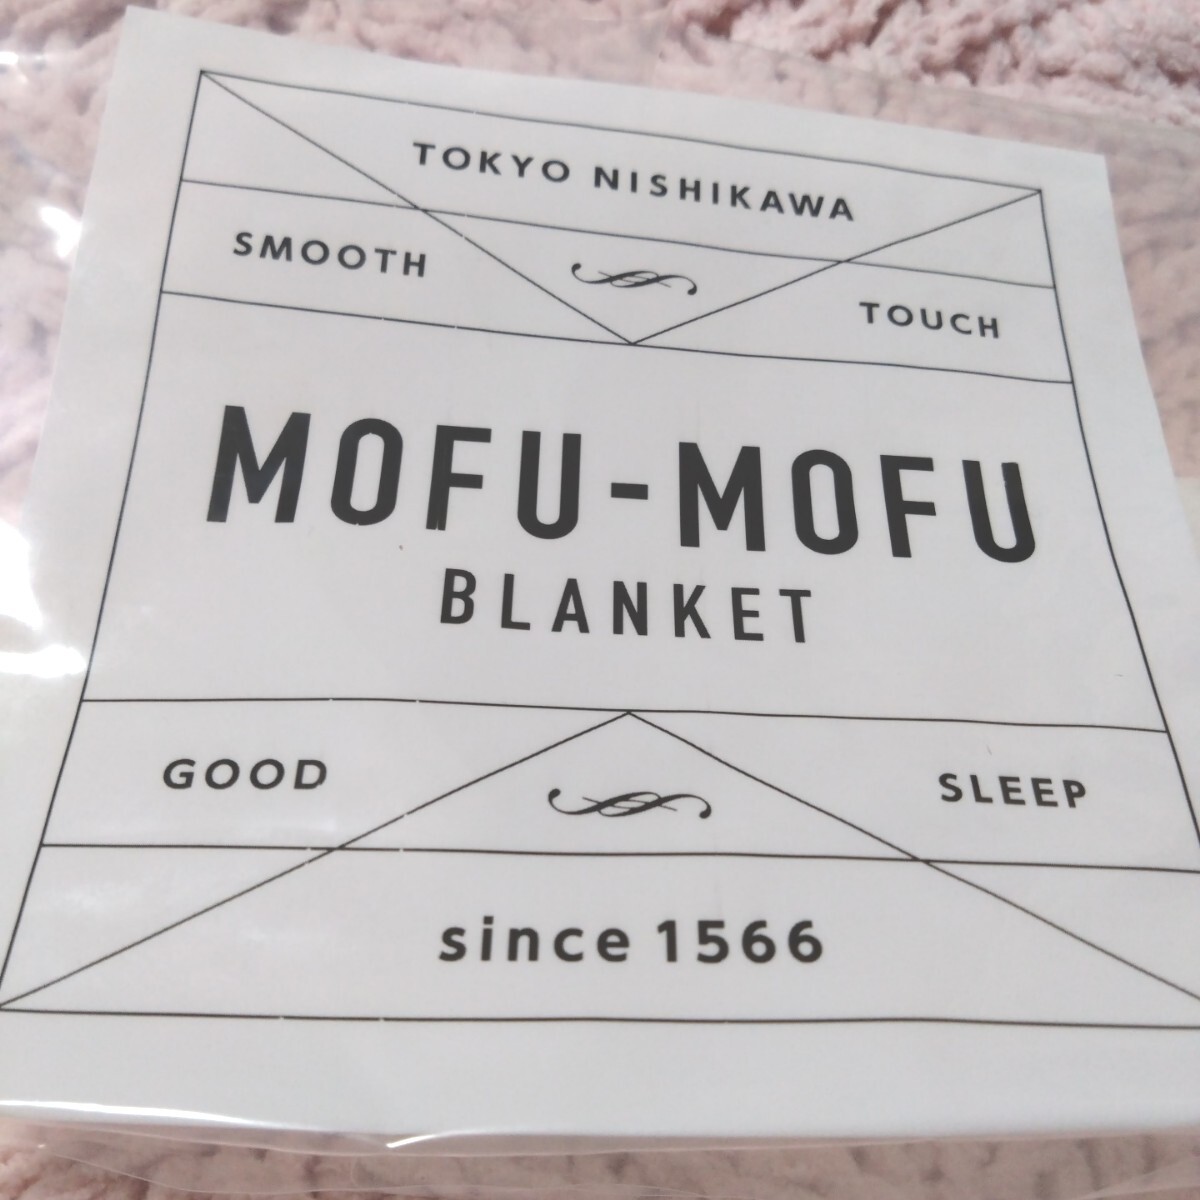 TOKYO NISHIKAWA
SMOOTH
TOUCH
MOFU-MOFU
BLANKET
GOOD
SLEEP
since 1566